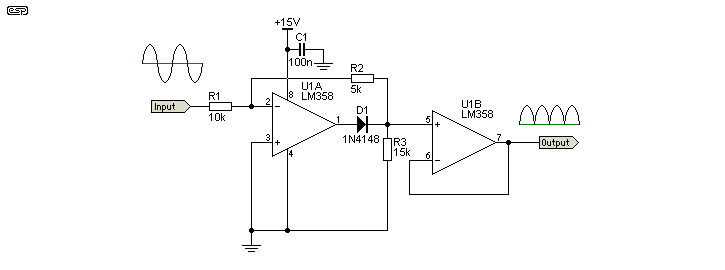 esp
+15V
C1
100n
R2
5k
U1A
LM358
R1
10k
Input
2
-
8
3
+
4
1
D1
1N4148
R3
15k
U1B
LM358
5
+
6
-
7
Output